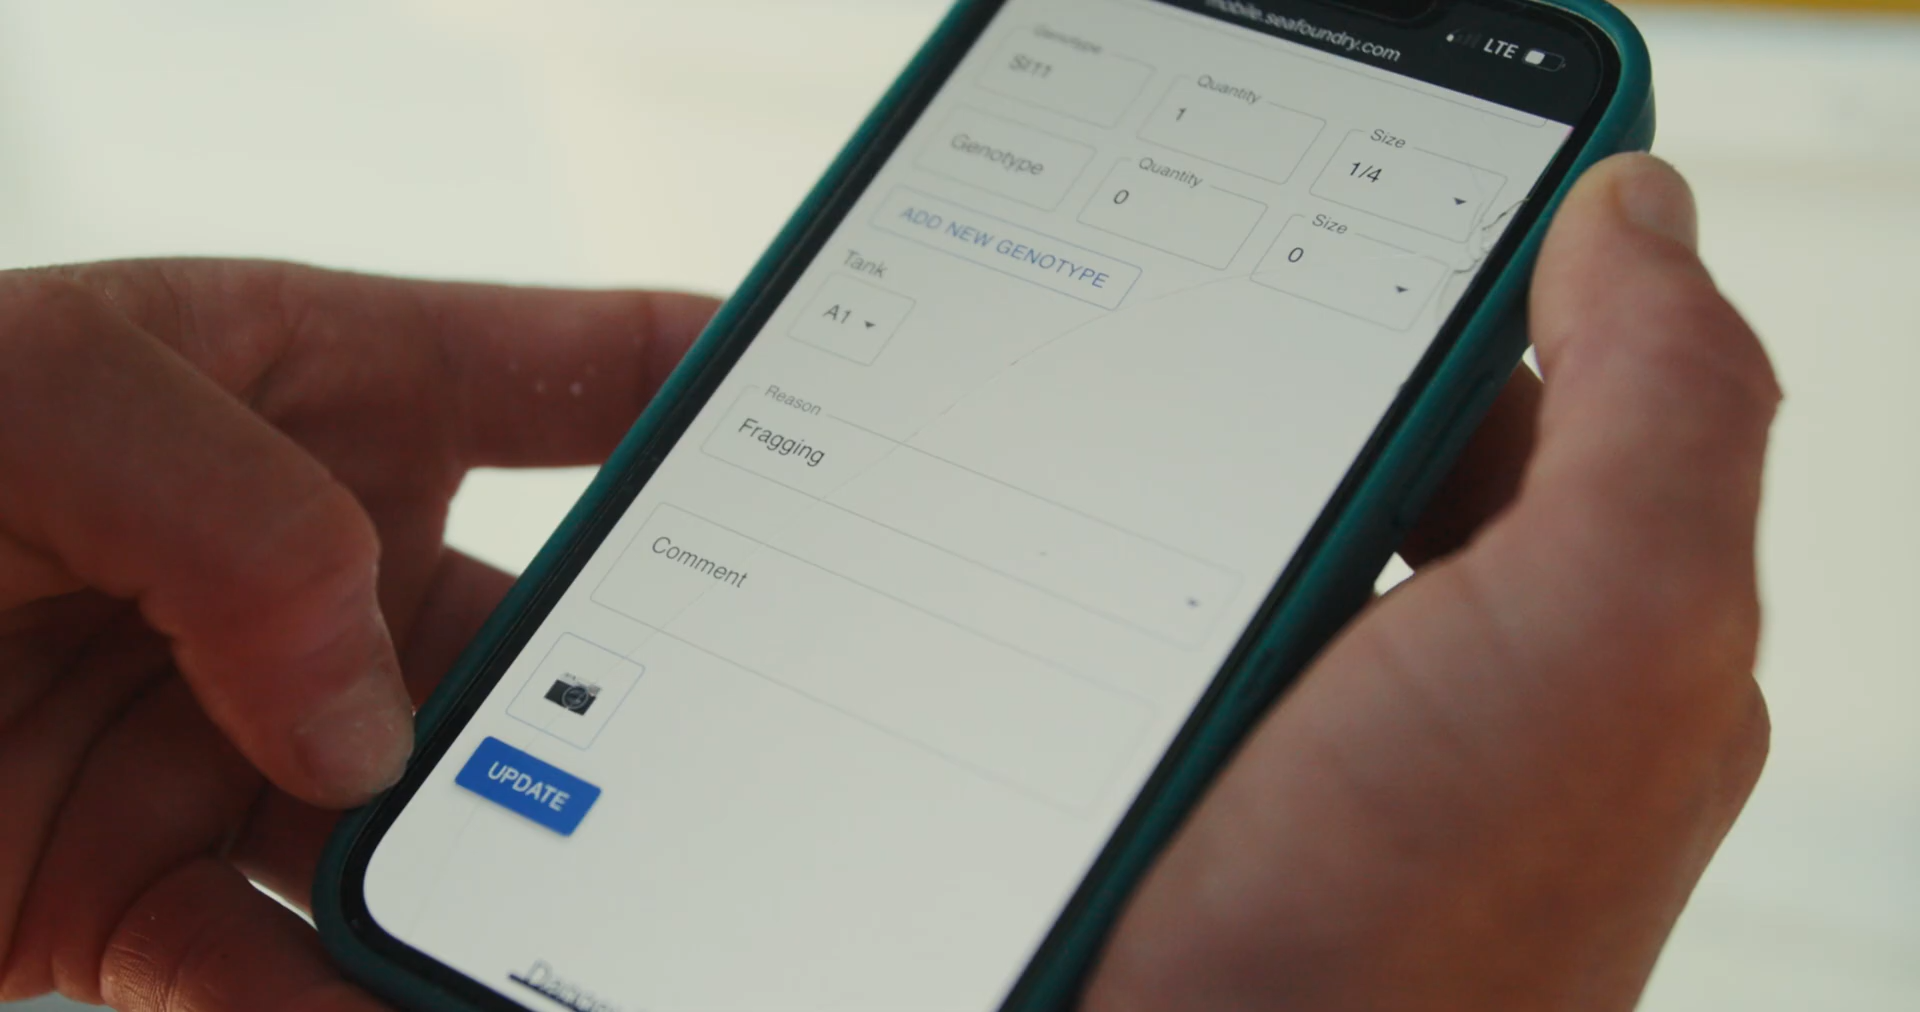 mobile.seafoundry.com
LTE
Genotype
SI11
Quantity
1
Size
1/4
Genotype
Quantity
0
Size
0
ADD NEW GENOTYPE
Tank
A1
Reason
Fragging
Comment
UPDATE